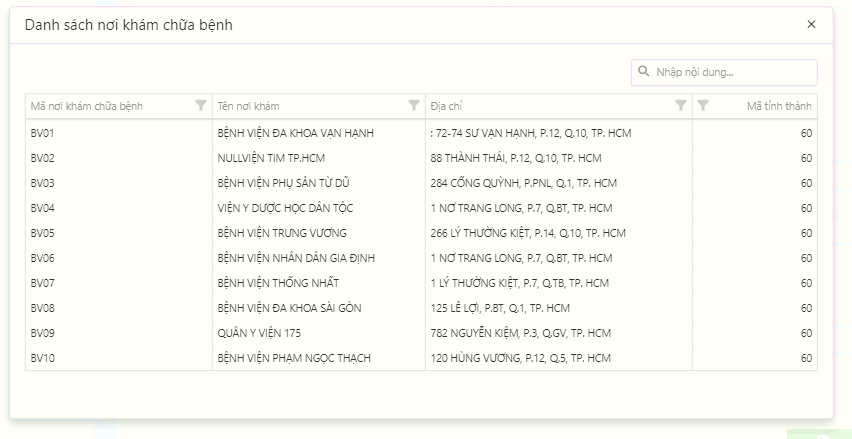 Danh sách nơi khám chữa bệnh
Nhập nội dung...
Mã nơi khám chữa bệnh Tên nơi khám Địa chỉ Mã tỉnh thành
BV01 BỆNH VIỆN ĐA KHOA VẠN HẠNH : 72-74 SƯ VẠN HẠNH, P.12, Q.10, TP. HCM 60
BV02 NULLVIỆN TIM TP.HCM 88 THÀNH THÁI, P.12, Q.10, TP. HCM 60
BV03 BỆNH VIỆN PHỤ SẢN TỪ DŨ 284 CỐNG QUỲNH, P.PNL, Q.1, TP. HCM 60
BV04 VIỆN Y DƯỢC HỌC DÂN TỘC 1 NƠ TRANG LONG, P.7, Q.BT, TP. HCM 60
BV05 BỆNH VIỆN TRƯNG VƯƠNG 266 LÝ THƯỜNG KIỆT, P.14, Q.10, TP. HCM 60
BV06 BỆNH VIỆN NHÂN DÂN GIA ĐỊNH 1 NƠ TRANG LONG, P.7, Q.BT, TP. HCM 60
BV07 BỆNH VIỆN THỐNG NHẤT 1 LÝ THƯỜNG KIỆT, P.7, Q.TB, TP. HCM 60
BV08 BỆNH VIỆN ĐA KHOA SÀI GÒN 125 LÊ LỢI, P.BT, Q.1, TP. HCM 60
BV09 QUÂN Y VIỆN 175 782 NGUYỄN KIỆM, P.3, Q.GV, TP. HCM 60
BV10 BỆNH VIỆN PHẠM NGỌC THẠCH 120 HÙNG VƯƠNG, P.12, Q.5, TP. HCM 60